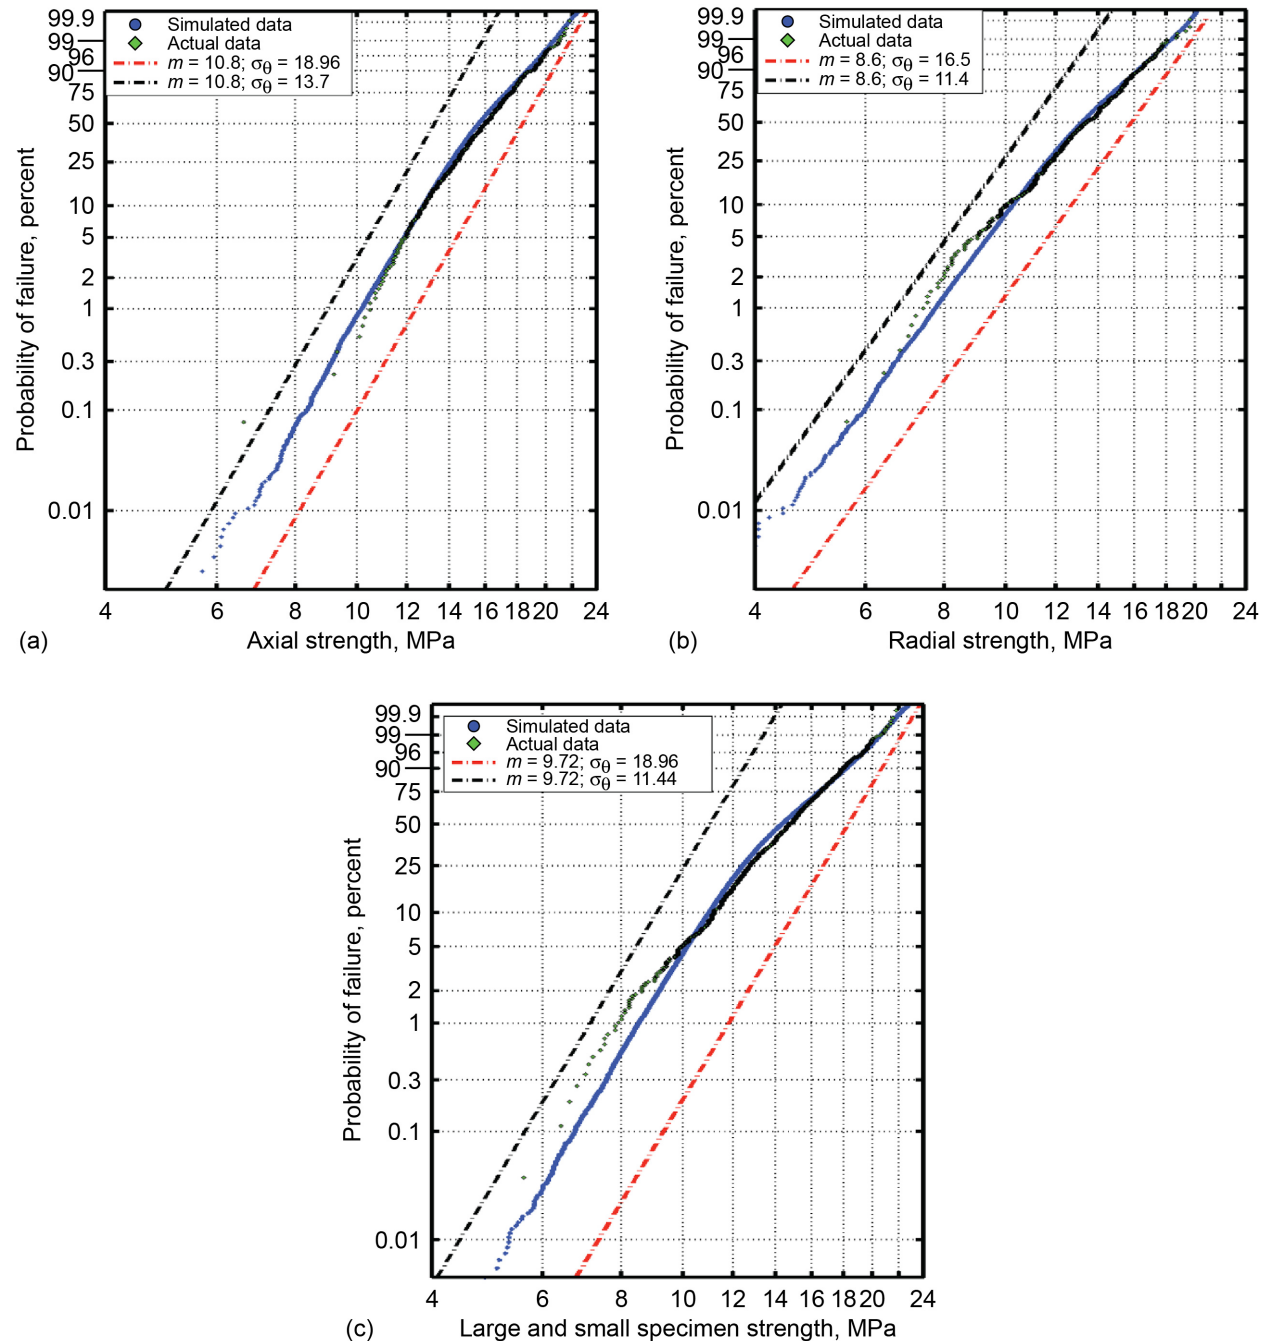 99.9
99
96
90
75
50
25
10
5
2
1
0.3
0.1
0.01
Probability of failure, percent
Simulated data
Actual data
m = 10.8; σθ = 18.96
m = 10.8; σθ = 13.7
4 6 8 10 12 14 16 18 20 24
(a) Axial strength, MPa
99.9
99
96
90
75
50
25
10
5
2
1
0.3
0.1
0.01
Probability of failure, percent
Simulated data
Actual data
m = 8.6; σθ = 16.5
m = 8.6; σθ = 11.4
4 6 8 10 12 14 16 18 20 24
(b) Radial strength, MPa
99.9
99
96
90
75
50
25
10
5
2
1
0.3
0.1
0.01
Probability of failure, percent
Simulated data
Actual data
m = 9.72; σθ = 18.96
m = 9.72; σθ = 11.44
4 6 8 10 12 14 16 18 20 24
(c) Large and small specimen strength, MPa